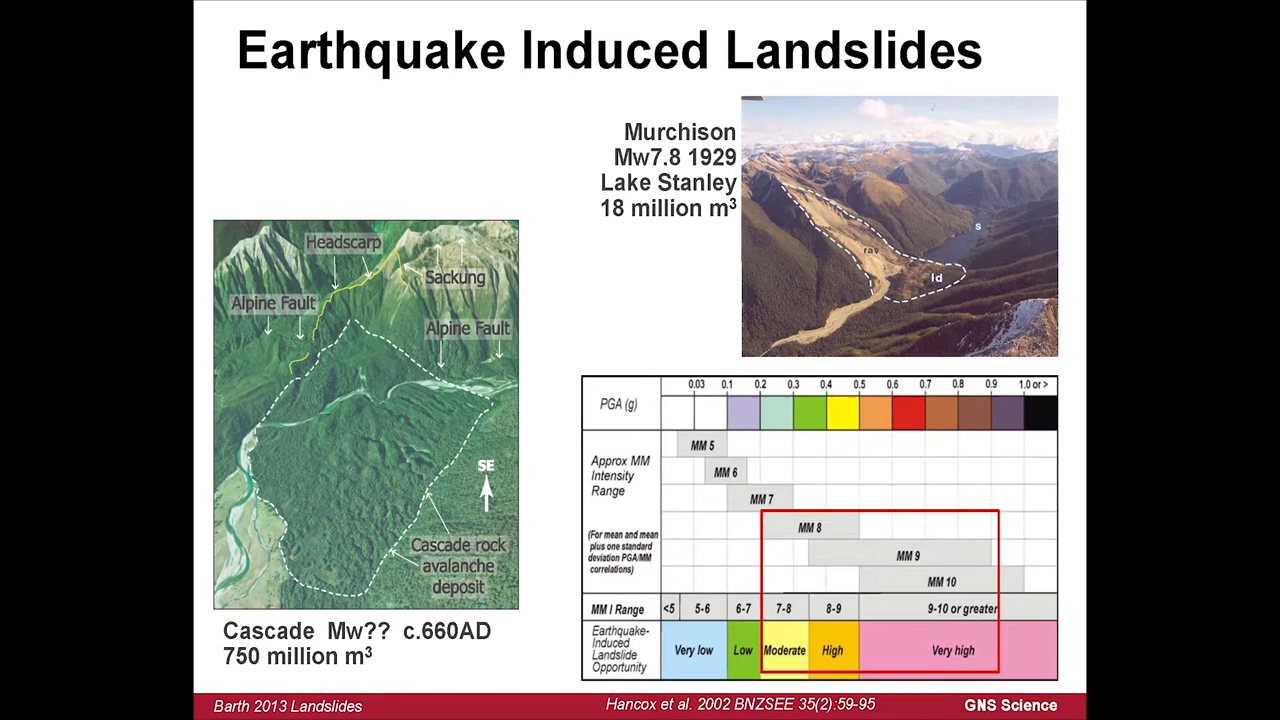 Earthquake Induced Landslides
Murchison
Mw7.8 1929
Lake Stanley
18 million m³
s
rav
ld
Headscarp
Sackung
Alpine Fault
Alpine Fault
SE
Cascade rock
avalanche
deposit
Cascade Mw?? c.660AD
750 million m³
PGA (g)
0.03 0.1 0.2 0.3 0.4 0.5 0.6 0.7 0.8 0.9 1.0 or >
Approx MM
Intensity
Range
(For mean and mean
plus one standard
deviation PGA/MM
correlations)
MM 5
MM 6
MM 7
MM 8
MM 9
MM 10
MM I Range <5 5-6 6-7 7-8 8-9 9-10 or greater
Earthquake-
Induced
Landslide
Opportunity
Very low Low Moderate High Very high
Barth 2013 Landslides
Hancox et al. 2002 BNZSEE 35(2):59-95
GNS Science